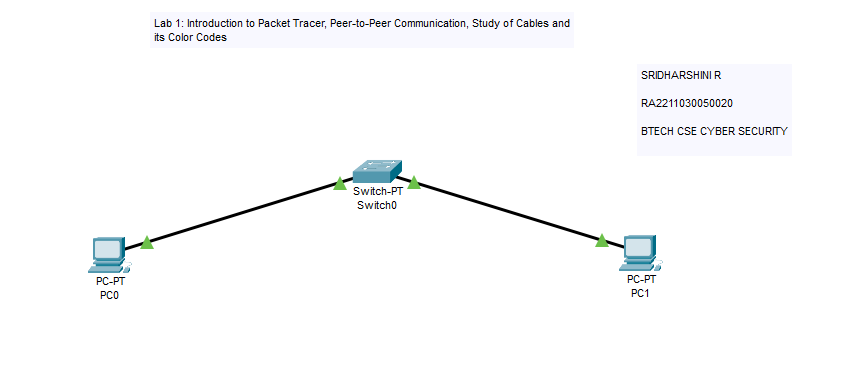 Lab 1: Introduction to Packet Tracer, Peer-to-Peer Communication, Study of Cables and
its Color Codes
SRIDHARSHINI R
RA2211030050020
BTECH CSE CYBER SECURITY
Switch-PT
Switch0
PC-PT
PC0
PC-PT
PC1